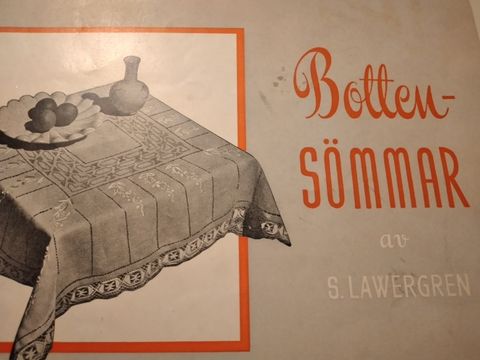 Botten-
SÖMMAR
av
S. LAWERGREN